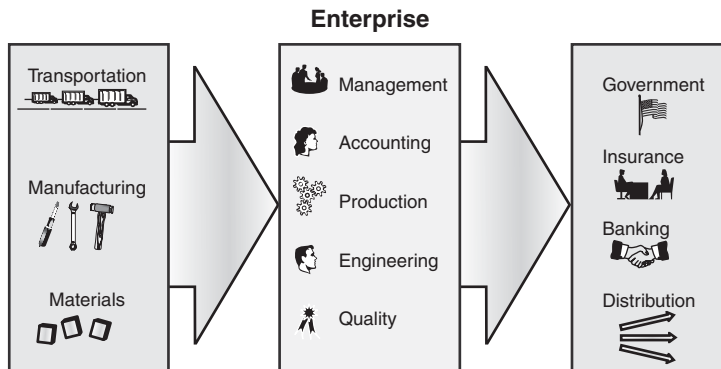 Enterprise
Transportation
Manufacturing
Materials
Management
Accounting
Production
Engineering
Quality
Government
Insurance
Banking
Distribution